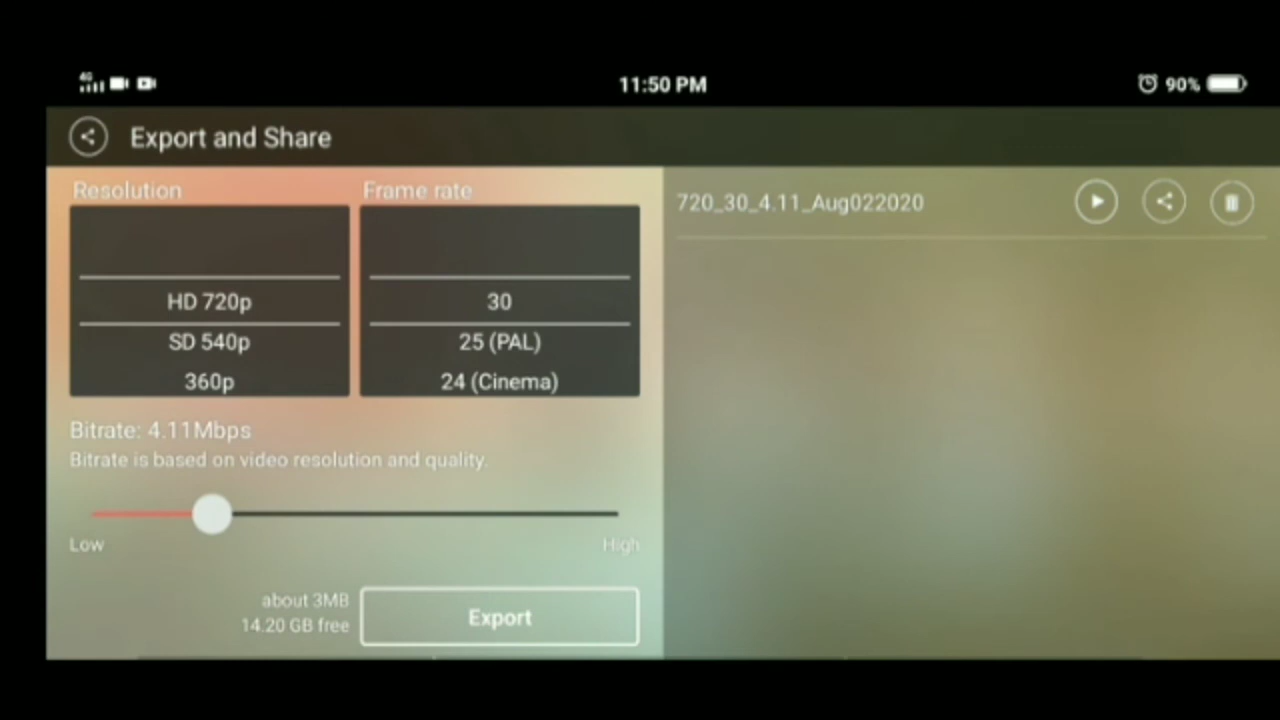 4G
11:50 PM
90%
Export and Share
Resolution
Frame rate
HD 720p
SD 540p
360p
30
25 (PAL)
24 (Cinema)
Bitrate: 4.11Mbps
Bitrate is based on video resolution and quality.
Low
High
about 3MB
14.20 GB free
Export
720_30_4.11_Aug022020